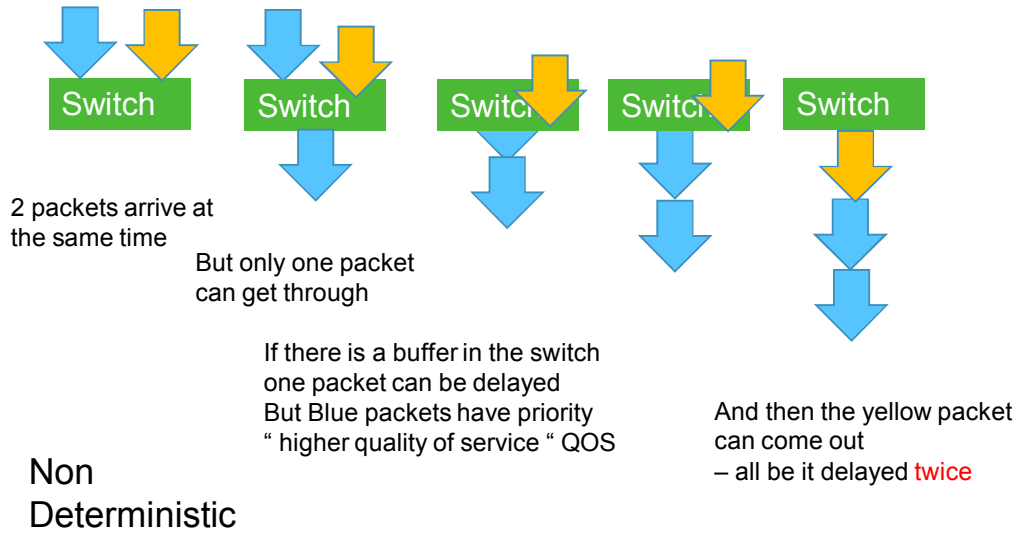 Switch
Switch
Switch
Switch
Switch
2 packets arrive at
the same time
But only one packet
can get through
If there is a buffer in the switch
one packet can be delayed
But Blue packets have priority
“ higher quality of service “ QOS
And then the yellow packet
can come out
– all be it delayed twice
Non
Deterministic